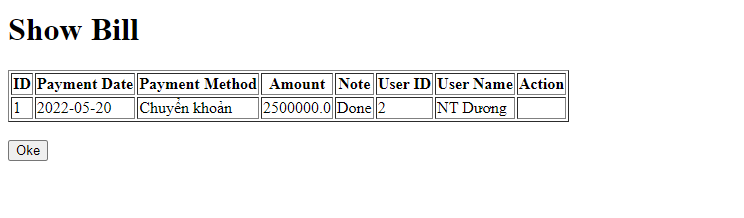 Show Bill
ID Payment Date Payment Method Amount Note User ID User Name Action
1 2022-05-20 Chuyển khoản 2500000.0 Done 2 NT Dương
Oke